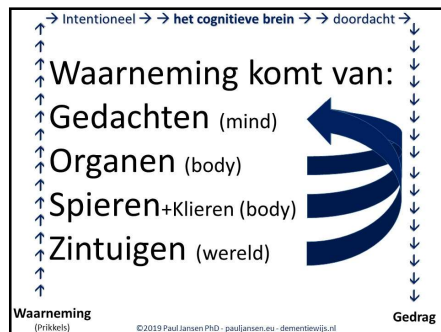 → Intentioneel → → het cognitieve brein → → doordacht →
Waarneming komt van:
Gedachten (mind)
Organen (body)
Spieren+Klieren (body)
Zintuigen (wereld)
Waarneming
(Prikkels)
©2019 Paul Jansen PhD - pauljansen.eu - dementiewijs.nl
Gedrag